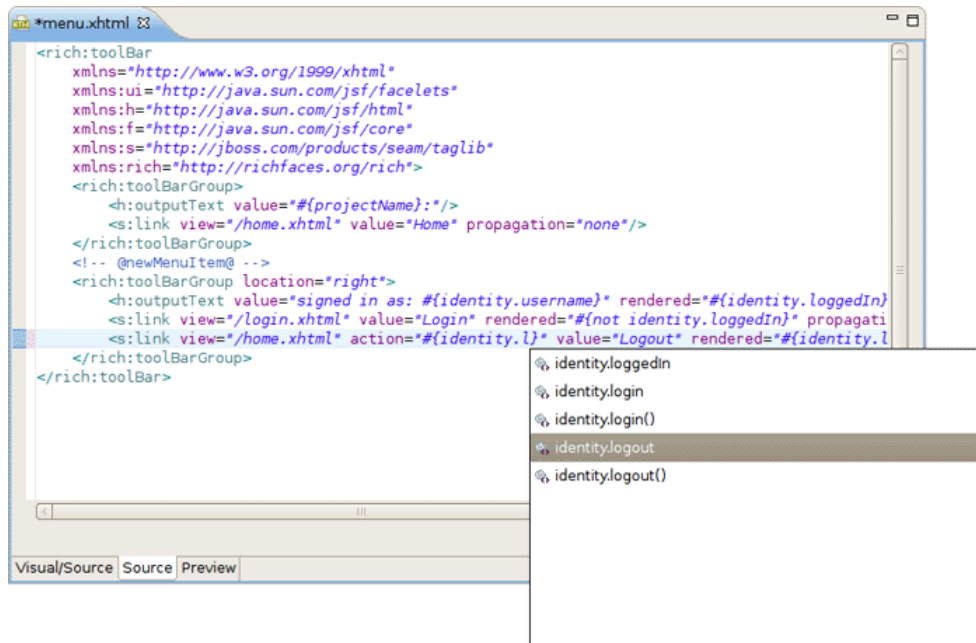 *menu.xhtml
<rich:toolBar
xmlns="http://www.w3.org/1999/xhtml"
xmlns:ui="http://java.sun.com/jsf/facelets"
xmlns:h="http://java.sun.com/jsf/html"
xmlns:f="http://java.sun.com/jsf/core"
xmlns:s="http://jboss.com/products/seam/taglib"
xmlns:rich="http://richfaces.org/rich">
<rich:toolBarGroup>
<h:outputText value="#{projectName}:"/>
<s:link view="/home.xhtml" value="Home" propagation="none"/>
</rich:toolBarGroup>
<!-- @newMenuItem@ -->
<rich:toolBarGroup location="right">
<h:outputText value="signed in as: #{identity.username}" rendered="#{identity.loggedIn}
<s:link view="/login.xhtml" value="Login" rendered="#{not identity.loggedIn}" propagati
<s:link view="/home.xhtml" action="#{identity.l}" value="Logout" rendered="#{identity.l
</rich:toolBarGroup>
</rich:toolBar>
identity.loggedIn
identity.login
identity.login()
identity.logout
identity.logout()
Visual/Source Source Preview